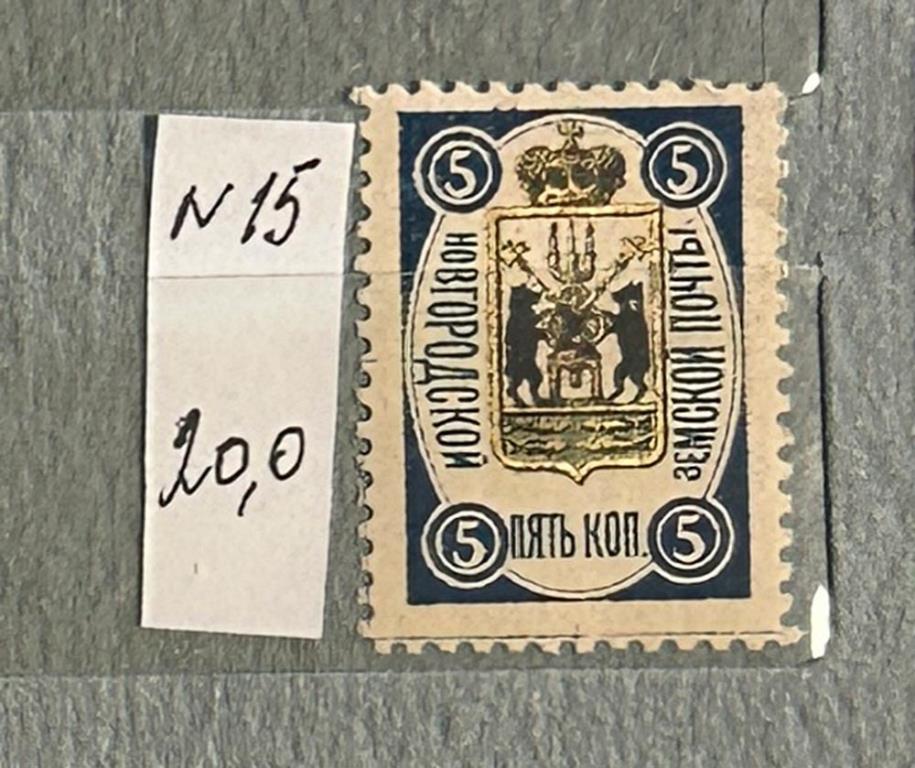 N 15
20,0
5 5
НОВГОРОДСКОЙ
ЗЕМСКОЙ ПОЧТЫ
5 ПЯТЬ КОП. 5